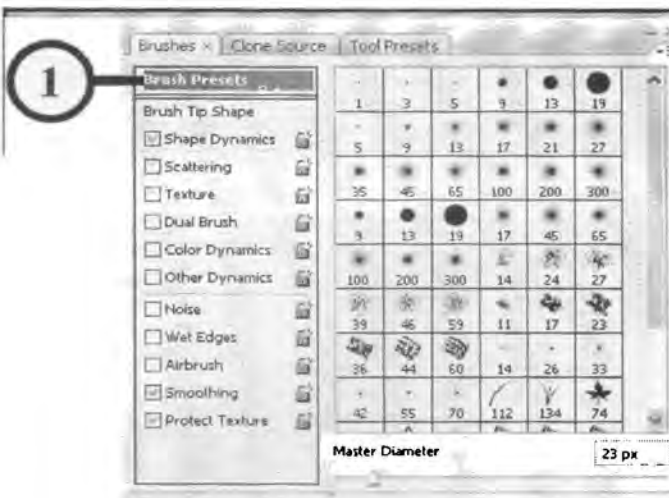 Brushes × Clone Source Tool Presets
1
Brush Presets
Brush Tip Shape
Shape Dynamics
Scattering
Texture
Dual Brush
Color Dynamics
Other Dynamics
Noise
Wet Edges
Airbrush
Smoothing
Protect Texture
1 3 5 9 13 19
5 9 13 17 21 27
35 45 65 100 200 300
9 13 19 17 45 65
100 200 300 14 24 27
39 46 59 11 17 23
36 44 60 14 26 33
42 55 70 112 134 74
Master Diameter 23 px